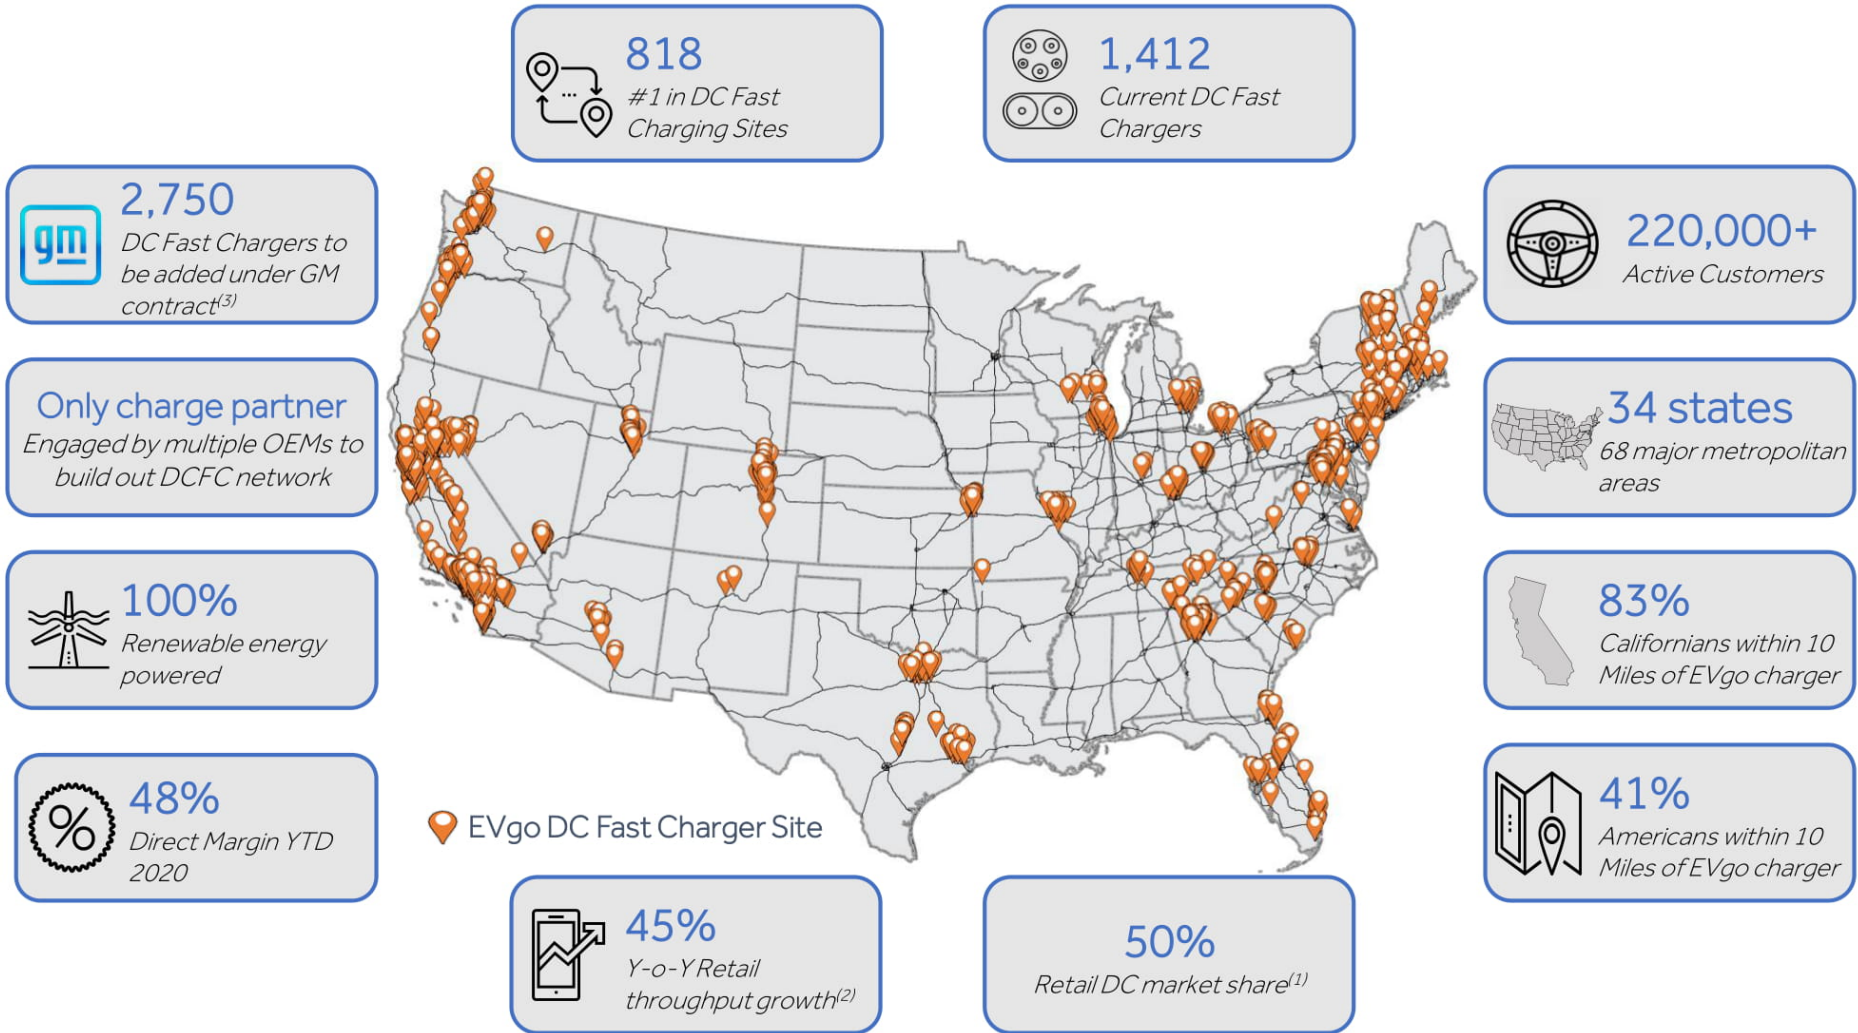 818
#1 in DC Fast
Charging Sites
1,412
Current DC Fast
Chargers
gm
2,750
DC Fast Chargers to
be added under GM
contract(3)
220,000+
Active Customers
Only charge partner
Engaged by multiple OEMs to
build out DCFC network
34 states
68 major metropolitan
areas
100%
Renewable energy
powered
83%
Californians within 10
Miles of EVgo charger
48%
Direct Margin YTD
2020
EVgo DC Fast Charger Site
41%
Americans within 10
Miles of EVgo charger
45%
Y-o-Y Retail
throughput growth(2)
50%
Retail DC market share(1)